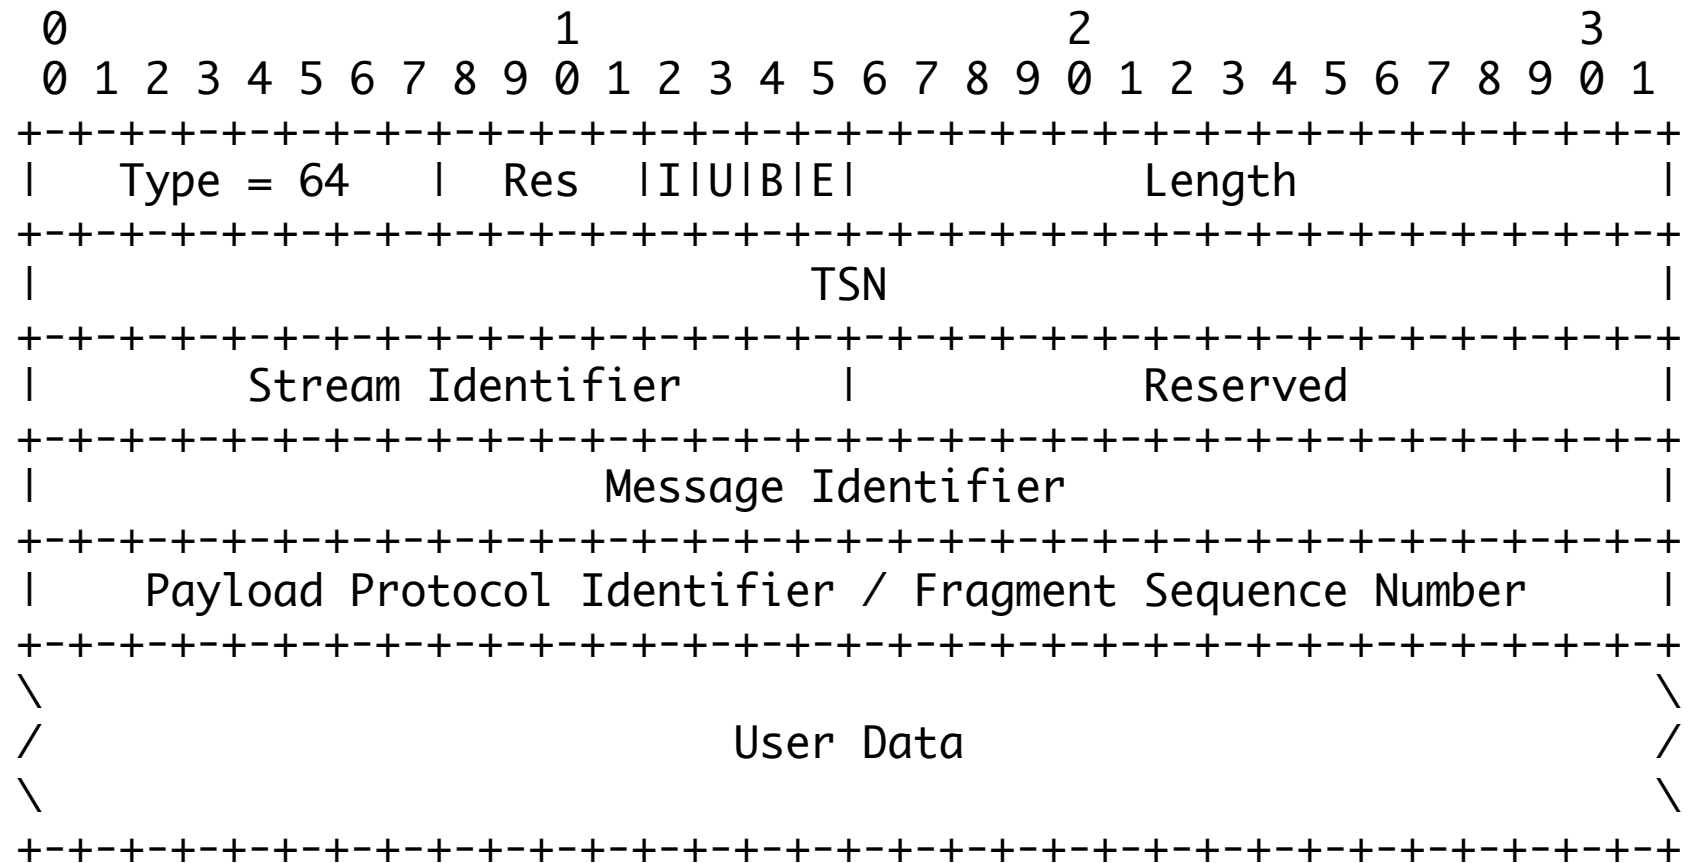 0                   1                   2                   3
 0 1 2 3 4 5 6 7 8 9 0 1 2 3 4 5 6 7 8 9 0 1 2 3 4 5 6 7 8 9 0 1
+-+-+-+-+-+-+-+-+-+-+-+-+-+-+-+-+-+-+-+-+-+-+-+-+-+-+-+-+-+-+-+-+
|   Type = 64   |  Res  |I|U|B|E|           Length              |
+-+-+-+-+-+-+-+-+-+-+-+-+-+-+-+-+-+-+-+-+-+-+-+-+-+-+-+-+-+-+-+-+
|                              TSN                              |
+-+-+-+-+-+-+-+-+-+-+-+-+-+-+-+-+-+-+-+-+-+-+-+-+-+-+-+-+-+-+-+-+
|        Stream Identifier      |           Reserved            |
+-+-+-+-+-+-+-+-+-+-+-+-+-+-+-+-+-+-+-+-+-+-+-+-+-+-+-+-+-+-+-+-+
|                      Message Identifier                       |
+-+-+-+-+-+-+-+-+-+-+-+-+-+-+-+-+-+-+-+-+-+-+-+-+-+-+-+-+-+-+-+-+
|    Payload Protocol Identifier / Fragment Sequence Number     |
+-+-+-+-+-+-+-+-+-+-+-+-+-+-+-+-+-+-+-+-+-+-+-+-+-+-+-+-+-+-+-+-+
\                                                               \
/                           User Data                           /
\                                                               \
+-+-+-+-+-+-+-+-+-+-+-+-+-+-+-+-+-+-+-+-+-+-+-+-+-+-+-+-+-+-+-+-+